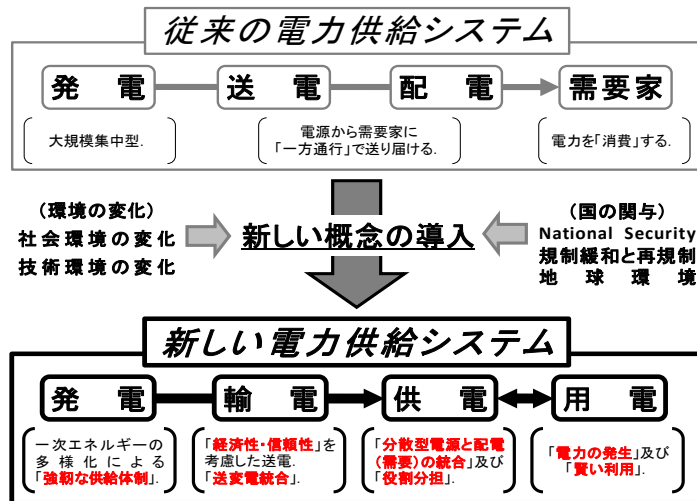 従来の電力供給システム
発電 送電 配電 需要家
大規模集中型.
電源から需要家に
「一方通行」で送り届ける.
電力を「消費」する.
(環境の変化)
社会環境の変化
技術環境の変化
新しい概念の導入
(国の関与)
National Security
規制緩和と再規制
地球環境
新しい電力供給システム
発電 輸電 供電 用電
一次エネルギーの
多様化による
「強靭な供給体制」.
「経済性・信頼性」を
考慮した送電.
「送変電統合」.
「分散型電源と配電
(需要)の統合」及び
「役割分担」.
「電力の発生」及び
「賢い利用」.